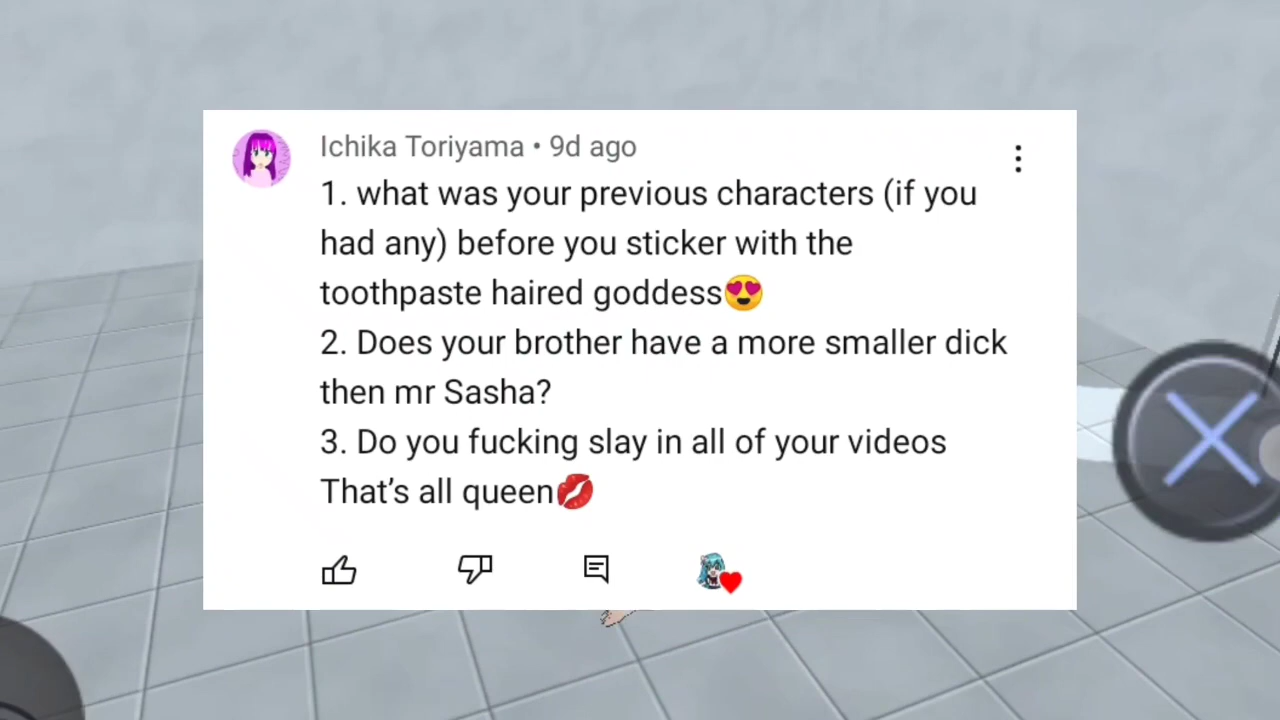 Ichika Toriyama • 9d ago
1. what was your previous characters (if you
had any) before you sticker with the
toothpaste haired goddess😍
2. Does your brother have a more smaller dick
then mr Sasha?
3. Do you fucking slay in all of your videos
That’s all queen💋